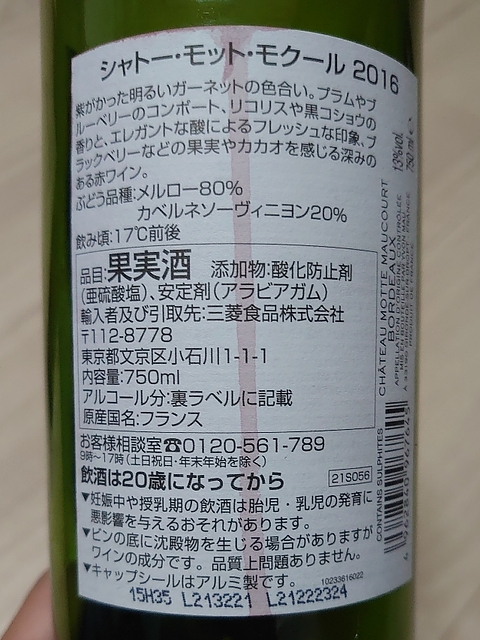 シャトー・モット・モクール 2016
紫がかった明るいガーネットの色合い。プラムやブ
ルーベリーのコンポート、リコリスや黒コショウの
香りと、エレガントな酸によるフレッシュな印象、ブ
ラックベリーなどの果実やカカオを感じる深みの
ある赤ワイン。
ぶどう品種:メルロー80%
カベルネソーヴィニヨン20%
飲み頃:17℃前後
品目:果実酒 添加物:酸化防止剤
(亜硫酸塩)、安定剤(アラビアガム)
輸入者及び引取先:三菱食品株式会社
〒112-8778
東京都文京区小石川1-1-1
内容量:750ml
アルコール分:裏ラベルに記載
原産国名:フランス
お客様相談室☎0120-561-789
9時~17時(土日祝日・年末年始を除く)
飲酒は20歳になってから
21S056
▼妊娠中や授乳期の飲酒は胎児・乳児の発育に
悪影響を与えるおそれがあります。
▼ビンの底に沈殿物を生じる場合がありますが
ワインの成分です。品質上問題ありません。
▼キャップシールはアルミ製です。
10233616022
15H35 L213221 L21222324
CHÂTEAU MOTTE MAUCOURT
BORDEAUX
APPELLATION D'ORIGINE CONTRÔLÉE
13%vol.
750 ml e
CONTAINS SULPHITES